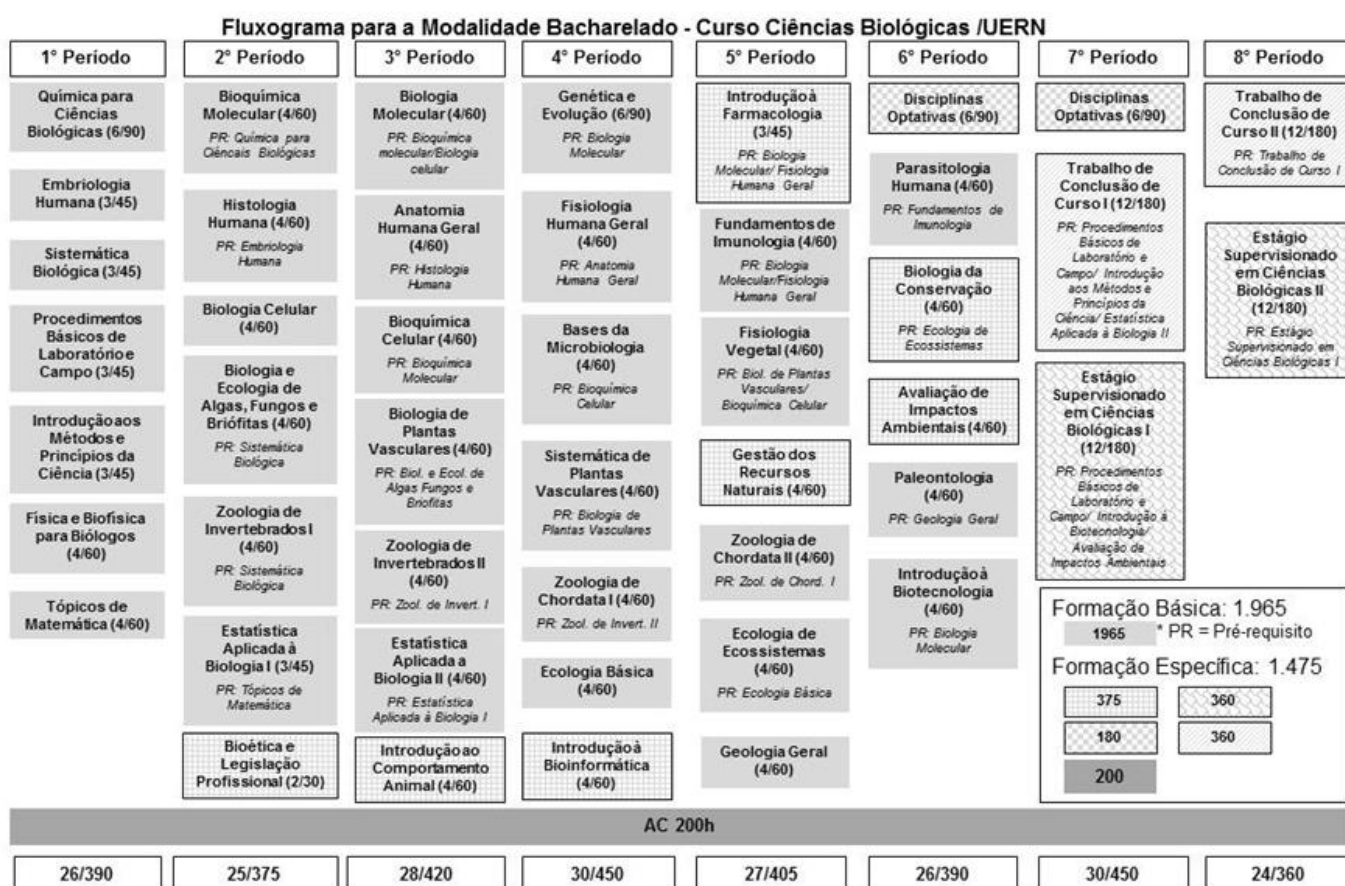 Fluxograma para a Modalidade Bacharelado - Curso Ciências Biológicas /UERN
1° Período
Química para
Ciências
Biológicas (6/90)
Embriologia
Humana (3/45)
Sistemática
Biológica (3/45)
Procedimentos
Básicos de
Laboratório e
Campo (3/45)
Introdução aos
Métodos e
Princípios da
Ciência (3/45)
Física e Biofísica
para Biólogos
(4/60)
Tópicos de
Matemática (4/60)
2° Período
Bioquímica
Molecular (4/60)
PR: Química para
Ciêncais Biológicas
Histologia
Humana (4/60)
PR: Embriologia
Humana
Biologia Celular
(4/60)
Biologia e
Ecologia de
Algas, Fungos e
Briófitas (4/60)
PR: Sistemática
Biológica
Zoologia de
Invertebrados I
(4/60)
PR: Sistemática
Biológica
Estatística
Aplicada à
Biologia I (3/45)
PR: Tópicos de
Matemática
Bioética e
Legislação
Profissional (2/30)
3° Período
Biologia
Molecular (4/60)
PR: Bioquímica
molecular/Biologia
celular
Anatomia
Humana Geral
(4/60)
PR: Histologia
Humana
Bioquímica
Celular (4/60)
PR: Bioquímica
Molecular
Biologia de
Plantas
Vasculares (4/60)
PR: Biol. e Ecol. de
Algas Fungos e
Briofitas
Zoologia de
Invertebrados II
(4/60)
PR: Zool. de Invert. I
Estatística
Aplicada a
Biologia II (4/60)
PR: Estatística
Aplicada à Biologia I
Introdução ao
Comportamento
Animal (4/60)
4° Período
Genética e
Evolução (6/90)
PR: Biologia
Molecular
Fisiologia
Humana Geral
(4/60)
PR: Anatomia
Humana Geral
Bases da
Microbiologia
(4/60)
PR: Bioquímica
Celular
Sistemática de
Plantas
Vasculares (4/60)
PR: Biologia de
Plantas Vasculares
Zoologia de
Chordata I (4/60)
PR: Zool. de Invert. II
Ecologia Básica
(4/60)
Introdução à
Bioinformática
(4/60)
5° Período
Introdução à
Farmacologia
(3/45)
PR: Biologia
Molecular/ Fisiologia
Humana Geral
Fundamentos de
Imunologia (4/60)
PR: Biologia
Molecular/Fisiologia
Humana Geral
Fisiologia
Vegetal (4/60)
PR: Biol. de Plantas
Vasculares/
Bioquímica Celular
Gestão dos
Recursos
Naturais (4/60)
Zoologia de
Chordata II (4/60)
PR: Zool. de Chord. I
Ecologia de
Ecossistemas
(4/60)
PR: Ecologia Básica
Geologia Geral
(4/60)
6° Período
Disciplinas
Optativas (6/90)
Parasitologia
Humana (4/60)
PR: Fundamentos de
Imunologia
Biologia da
Conservação
(4/60)
PR: Ecologia de
Ecossistemas
Avaliação de
Impactos
Ambientais (4/60)
Paleontologia
(4/60)
PR: Geologia Geral
Introdução à
Biotecnologia
(4/60)
PR: Biologia
Molecular
7° Período
Disciplinas
Optativas (6/90)
Trabalho de
Conclusão de
Curso I (12/180)
PR: Procedimentos
Básicos de
Laboratório e
Campo/ Introdução
aos Métodos e
Princípios da
Ciência/ Estatística
Aplicada à Biologia II
Estágio
Supervisionado
em Ciências
Biológicas I
(12/180)
PR: Procedimentos
Básicos de
Laboratório e
Campo/ Introdução à
Biotecnologia/
Avaliação de
Impactos Ambientais
8° Período
Trabalho de
Conclusão de
Curso II (12/180)
PR: Trabalho de
Conclusão de Curso I
Estágio
Supervisionado
em Ciências
Biológicas II
(12/180)
PR: Estágio
Supervisionado em
Ciências Biológicas I
Formação Básica: 1.965
1965 * PR = Pré-requisito
Formação Específica: 1.475
375 360
180 360
200
AC 200h
26/390 25/375 28/420 30/450 27/405 26/390 30/450 24/360